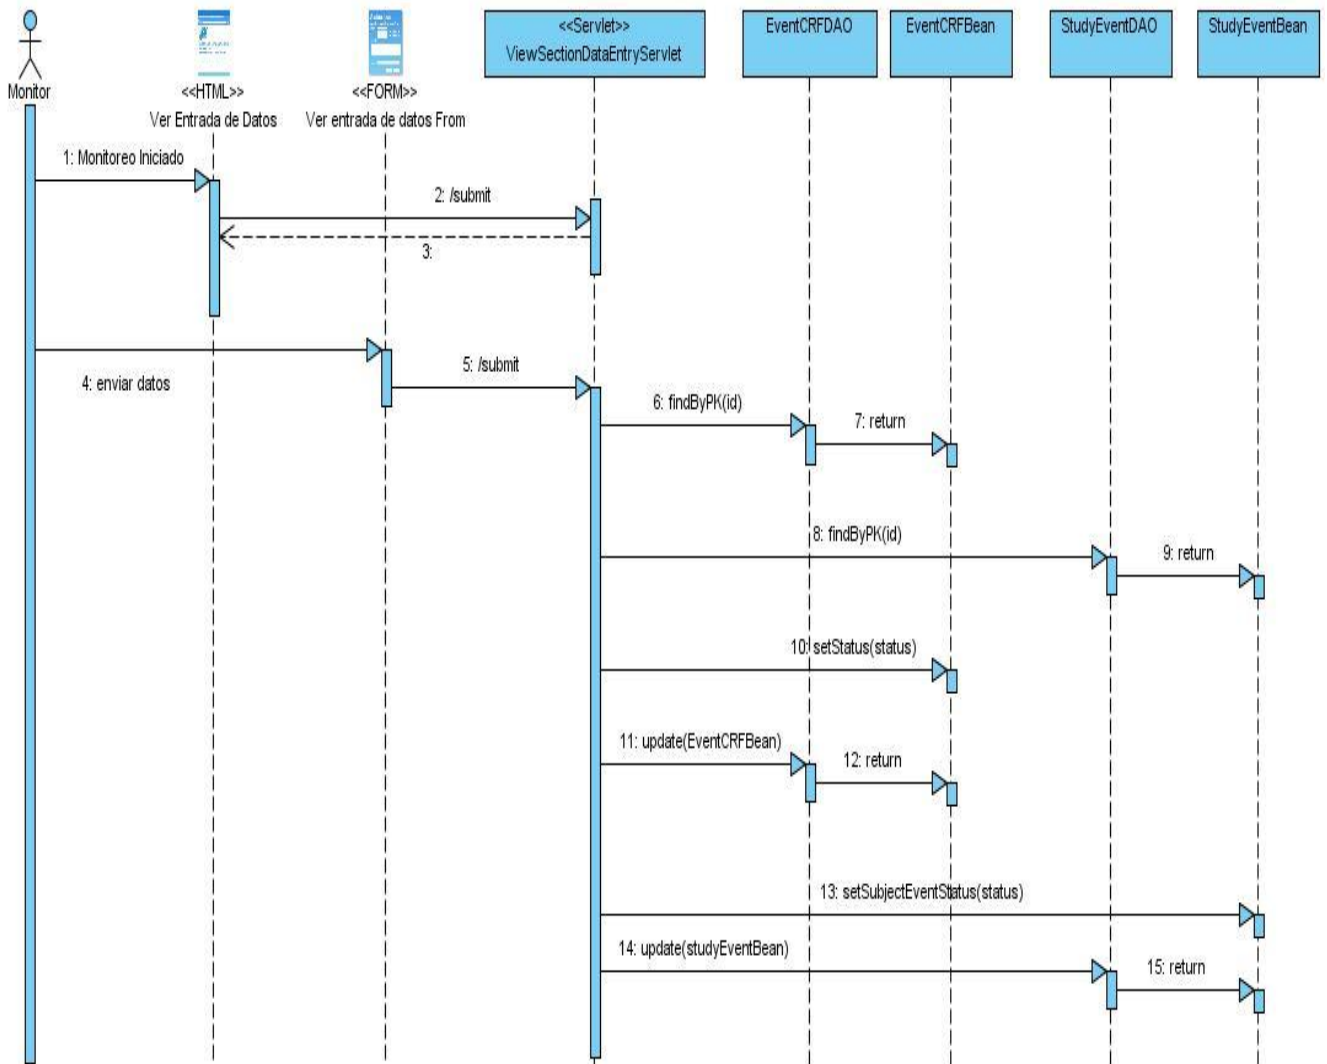 <<Servlet>>
ViewSectionDataEntryServlet
EventCRFDAO
EventCRFBean
StudyEventDAO
StudyEventBean
Monitor
<<HTML>>
Ver Entrada de Datos
<<FORM>>
Ver entrada de datos From
1: Monitoreo Iniciado
2: /submit
3:
4: enviar datos
5: /submit
6: findByPK(id)
7: return
8: findByPK(id)
9: return
10: setStatus(status)
11: update(EventCRFBean)
12: return
13: setSubjectEventStatus(status)
14: update(studyEventBean)
15: return